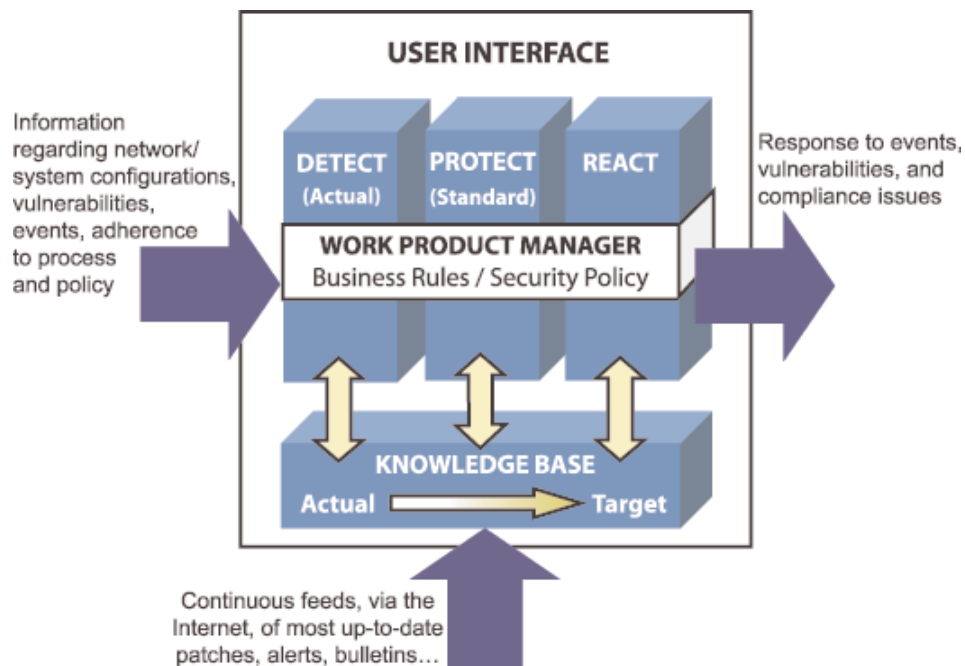 USER INTERFACE
Information
regarding network/
system configurations,
vulnerabilities,
events, adherence
to process
and policy
DETECT
(Actual)
PROTECT
(Standard)
REACT
Response to events,
vulnerabilities, and
compliance issues
WORK PRODUCT MANAGER
Business Rules / Security Policy
KNOWLEDGE BASE
Actual
Target
Continuous feeds, via the
Internet, of most up-to-date
patches, alerts, bulletins...